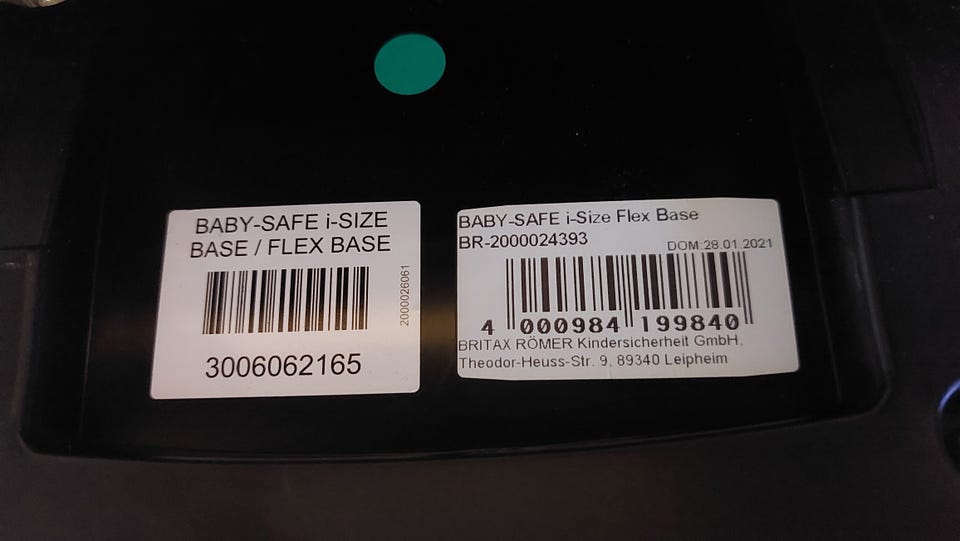 BABY-SAFE i-SIZE
BASE / FLEX BASE
2000026061
3006062165
BABY-SAFE i-Size Flex Base
BR-2000024393
DOM:28.01.2021
4 000984 199840
BRITAX RÖMER Kindersicherheit GmbH.
Theodor-Heuss-Str. 9, 89340 Leipheim